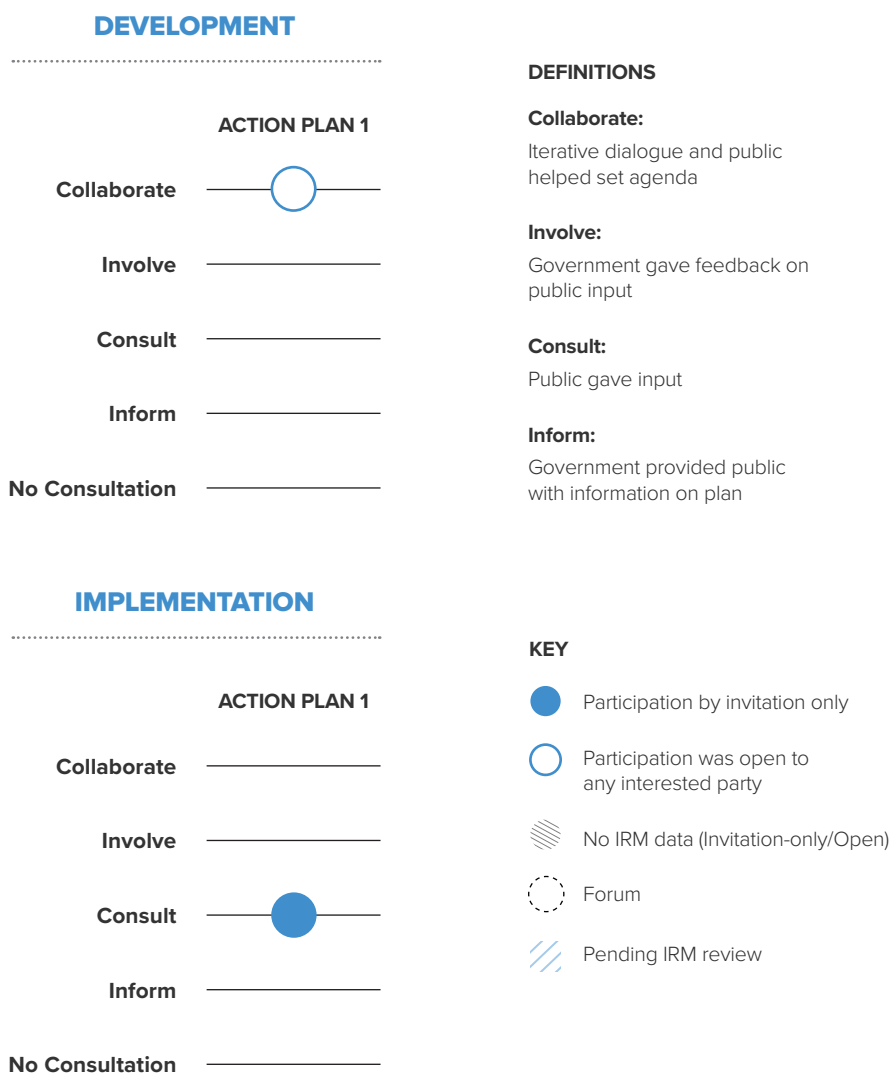 DEVELOPMENT
ACTION PLAN 1
Collaborate
Involve
Consult
Inform
No Consultation
DEFINITIONS
Collaborate:
Iterative dialogue and public
helped set agenda
Involve:
Government gave feedback on
public input
Consult:
Public gave input
Inform:
Government provided public
with information on plan
IMPLEMENTATION
ACTION PLAN 1
Collaborate
Involve
Consult
Inform
No Consultation
KEY
Participation by invitation only
Participation was open to
any interested party
No IRM data (Invitation-only/Open)
Forum
Pending IRM review